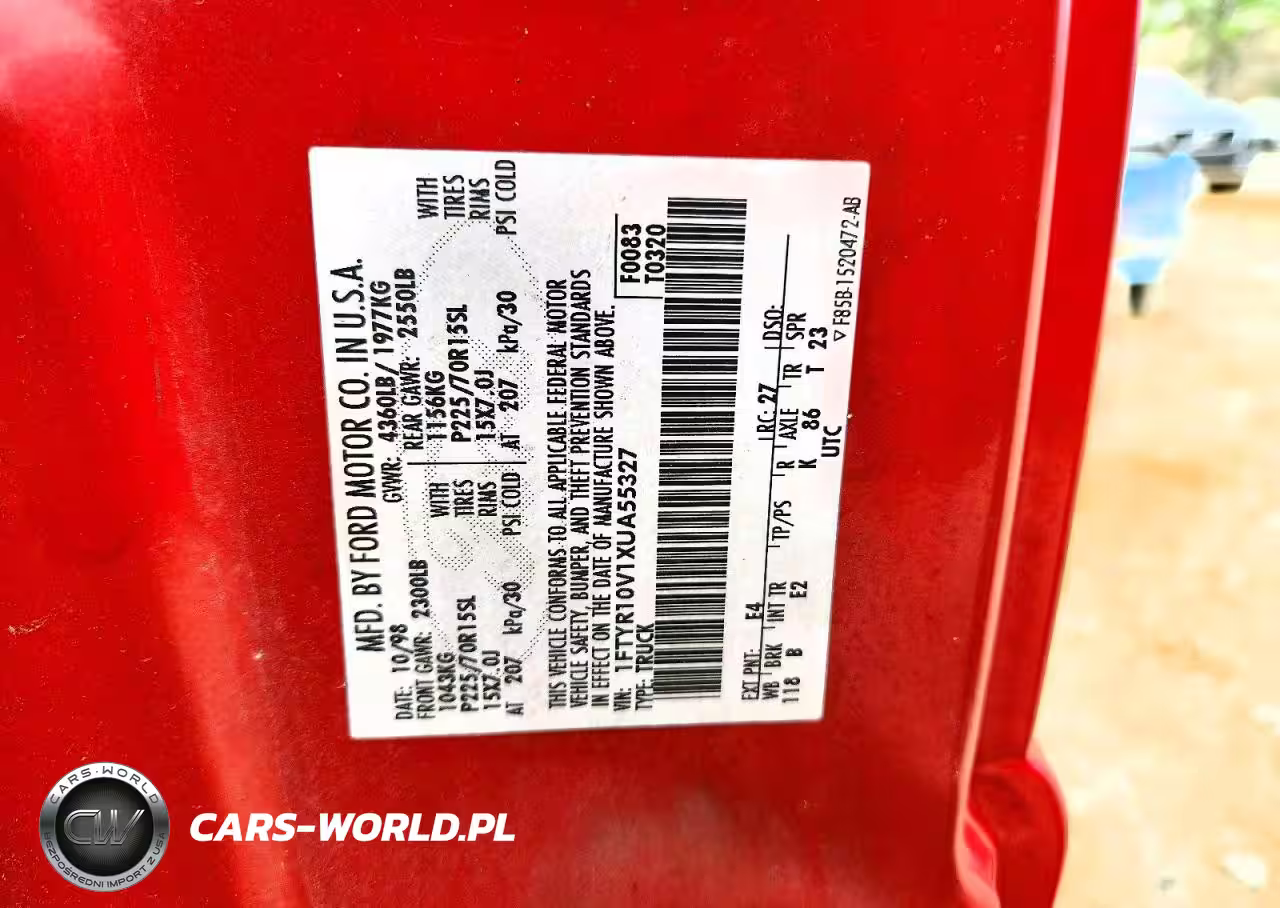 MFD. BY FORD MOTOR CO. IN U.S.A.
DATE: 10/98 GVWR: 4360LB/ 1977KG
FRONT GAWR: 2300LB REAR GAWR: 2550LB
1043KG WITH 1156KG WITH
P225/70R15SL TIRES P225/70R15SL TIRES
15X7.0J RIMS 15X7.0J RIMS
AT 207 kPa/30 PSI COLD AT 207 kPa/30 PSI COLD
THIS VEHICLE CONFORMS TO ALL APPLICABLE FEDERAL MOTOR
VEHICLE SAFETY, BUMPER, AND THEFT PREVENTION STANDARDS
IN EFFECT ON THE DATE OF MANUFACTURE SHOWN ABOVE.
VIN: 1FTYR10V1XUA55327 F0083
TYPE: TRUCK T0320
EXT PNT: E4 RC: 27 DSO:
WB BRK INT TR TP/PS R AXLE TR SPR
118 B E2 K 86 T 23
UTC
▽ F85B-1520472-AB
CARS-WORLD
CW
BEZPOŚREDNI IMPORT Z USA
CARS-WORLD.PL